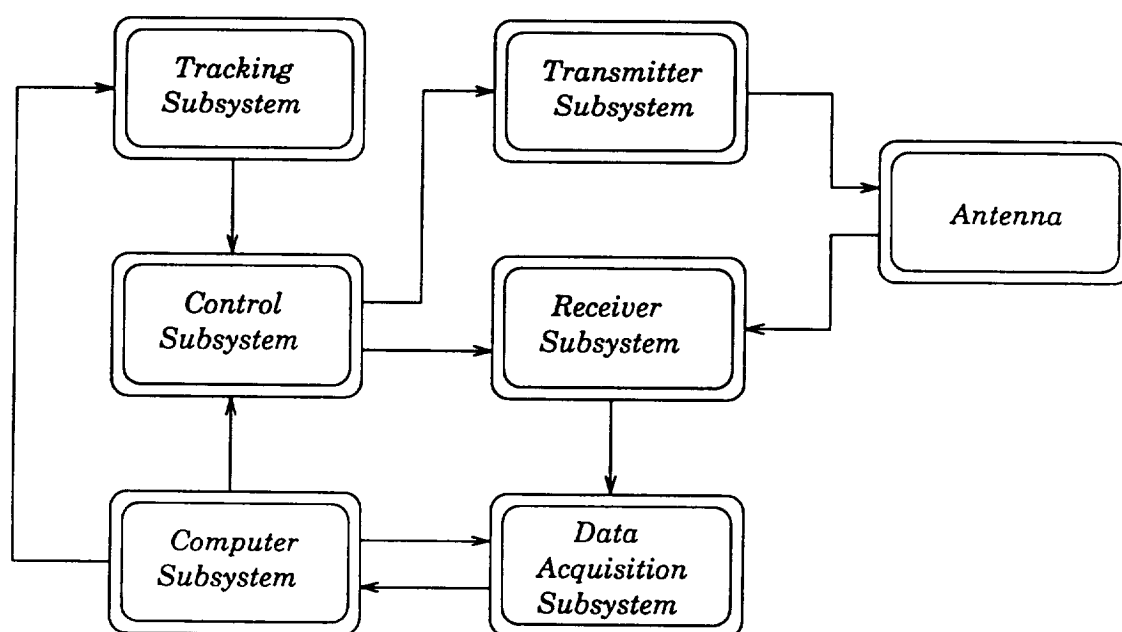 Tracking
Subsystem
Transmitter
Subsystem
Antenna
Control
Subsystem
Receiver
Subsystem
Computer
Subsystem
Data
Acquisition
Subsystem